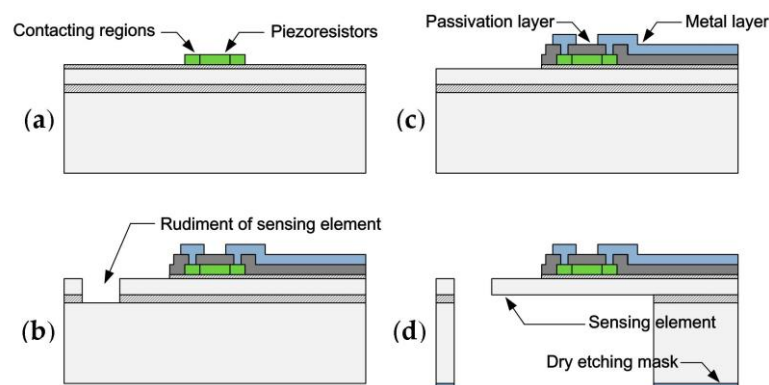 Contacting regions
Piezoresistors
(a)
Passivation layer
Metal layer
(c)
Rudiment of sensing element
(b)
Sensing element
(d)
Dry etching mask